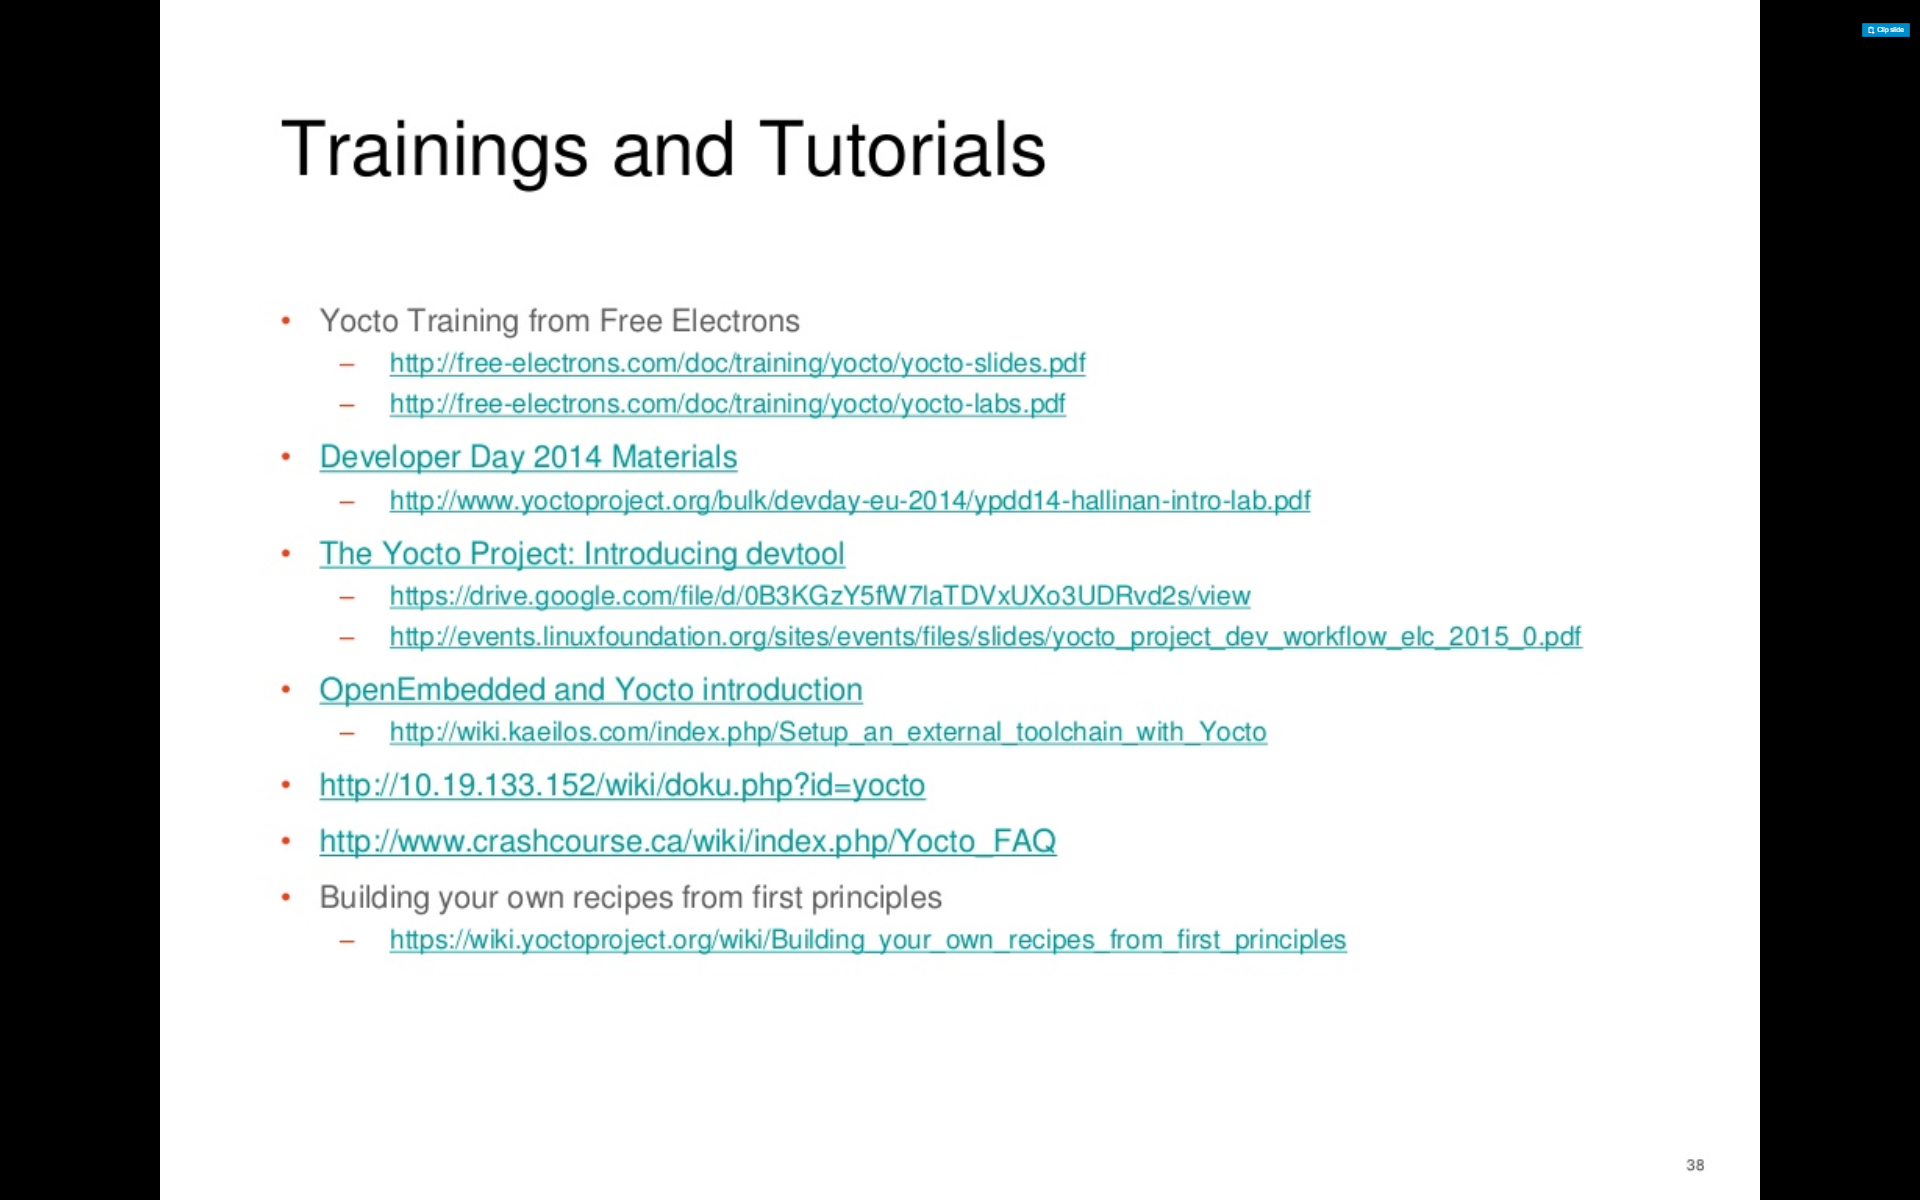 Clip slide
Trainings and Tutorials
• Yocto Training from Free Electrons
– http://free-electrons.com/doc/training/yocto/yocto-slides.pdf
– http://free-electrons.com/doc/training/yocto/yocto-labs.pdf
• Developer Day 2014 Materials
– http://www.yoctoproject.org/bulk/devday-eu-2014/ypdd14-hallinan-intro-lab.pdf
• The Yocto Project: Introducing devtool
– https://drive.google.com/file/d/0B3KGzY5fW7laTDVxUXo3UDRvd2s/view
– http://events.linuxfoundation.org/sites/events/files/slides/yocto_project_dev_workflow_elc_2015_0.pdf
• OpenEmbedded and Yocto introduction
– http://wiki.kaeilos.com/index.php/Setup_an_external_toolchain_with_Yocto
• http://10.19.133.152/wiki/doku.php?id=yocto
• http://www.crashcourse.ca/wiki/index.php/Yocto_FAQ
• Building your own recipes from first principles
– https://wiki.yoctoproject.org/wiki/Building_your_own_recipes_from_first_principles
38